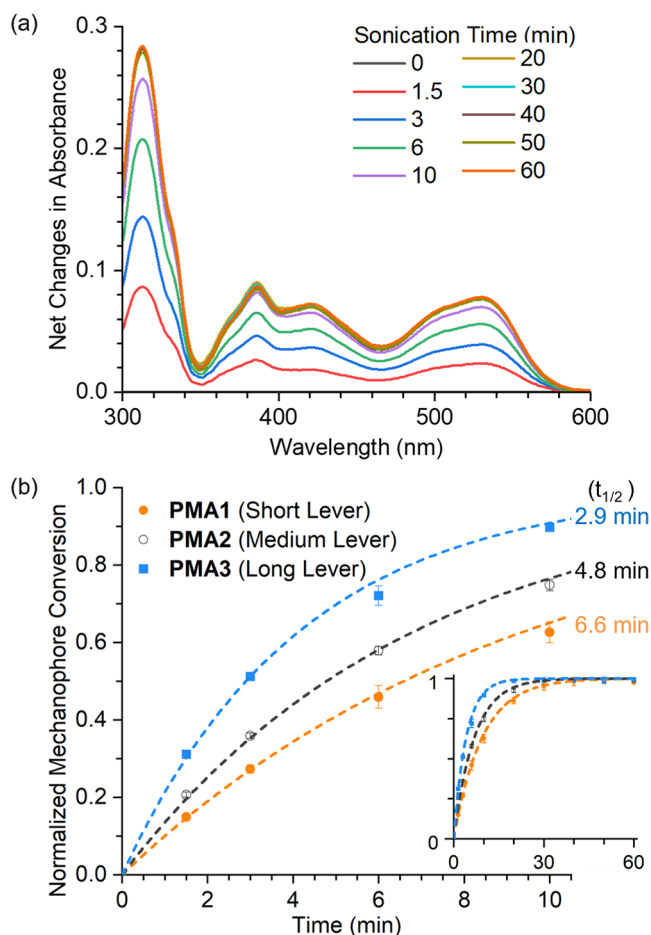 (a)
Net Changes in Absorbance
0.3
0.2
0.1
0.0
Sonication Time (min)
0 20
1.5 30
3 40
6 50
10 60
300 400 500 600
Wavelength (nm)
(b)
Normalized Mechanophore Conversion
1.0
0.8
0.6
0.4
0.2
0.0
PMA1 (Short Lever)
PMA2 (Medium Lever)
PMA3 (Long Lever)
(t1/2)
2.9 min
4.8 min
6.6 min
1
0
0 30 60
0 2 4 6 8 10
Time (min)